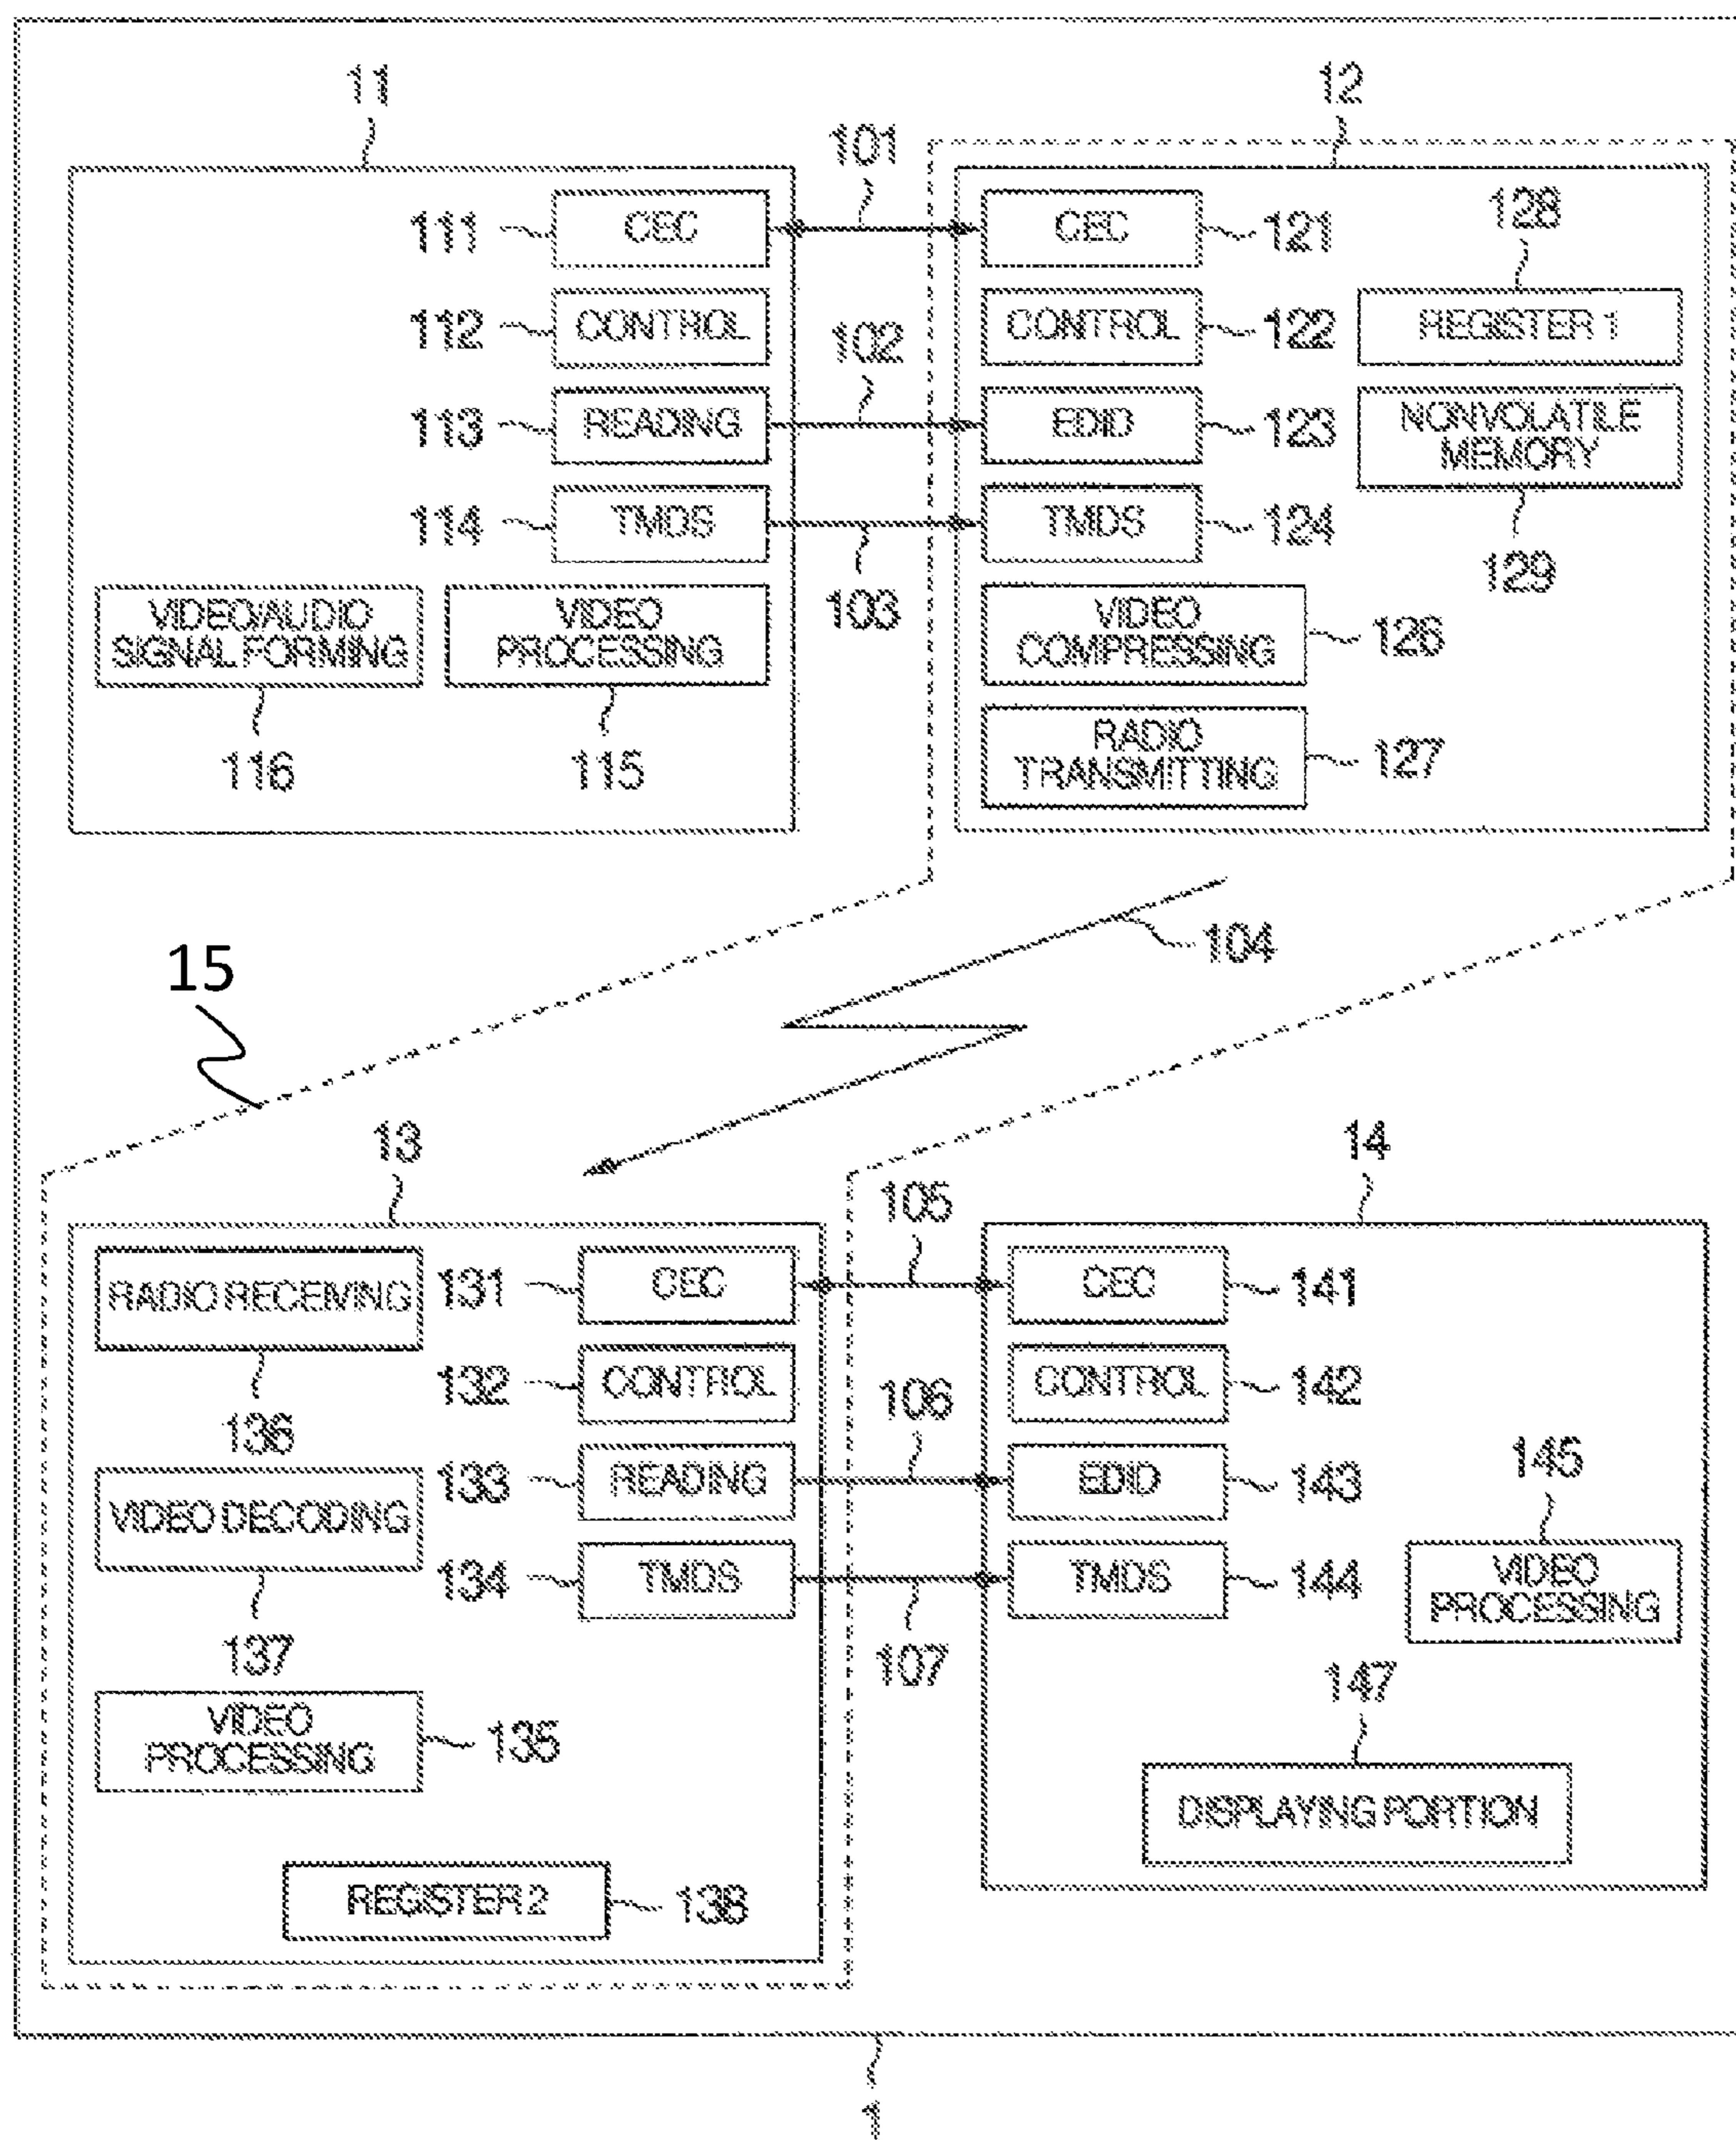 11
12
101
111
CEC
CEC
121
128
112
CONTROL
102
CONTROL
122
REGISTER 1
113
READING
EDID
123
NONVOLATILE
MEMORY
114
TMDS
TMDS
124
103
129
VIDEO/AUDIO
SIGNAL FORMING
VIDEO
PROCESSING
VIDEO
COMPRESSING
126
116
115
RADIO
TRANSMITTING
127
104
15
13
14
105
RADIO RECEIVING
131
CEC
CEC
141
136
132
CONTROL
106
CONTROL
142
VIDEO DECODING
133
READING
EDID
143
145
137
134
TMDS
TMDS
144
VIDEO
PROCESSING
107
VIDEO
PROCESSING
135
147
DISPLAYING PORTION
REGISTER 2
138
1